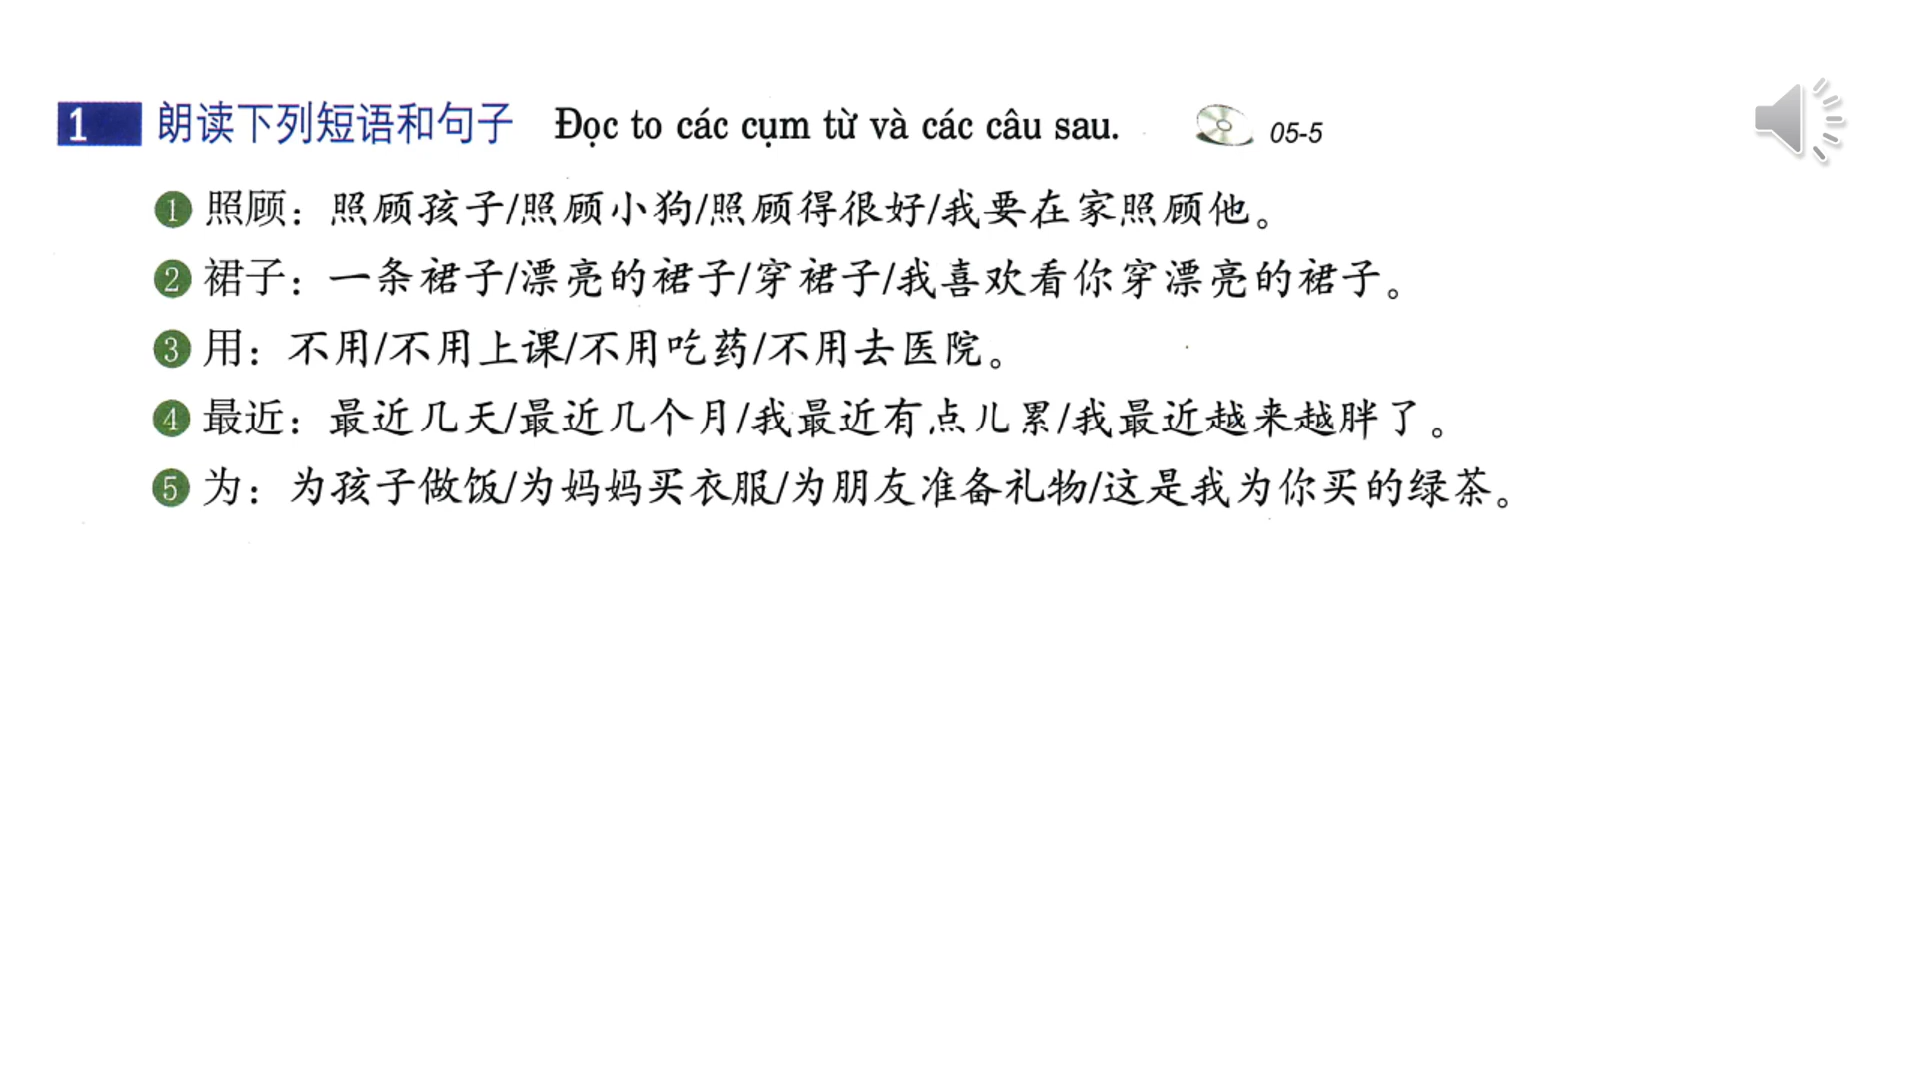 1 朗读下列短语和句子 Đọc to các cụm từ và các câu sau. 05-5
1 照顾：照顾孩子/照顾小狗/照顾得很好/我要在家照顾他。
2 裙子：一条裙子/漂亮的裙子/穿裙子/我喜欢看你穿漂亮的裙子。
3 用：不用/不用上课/不用吃药/不用去医院。
4 最近：最近几天/最近几个月/我最近有点儿累/我最近越来越胖了。
5 为：为孩子做饭/为妈妈买衣服/为朋友准备礼物/这是我为你买的绿茶。